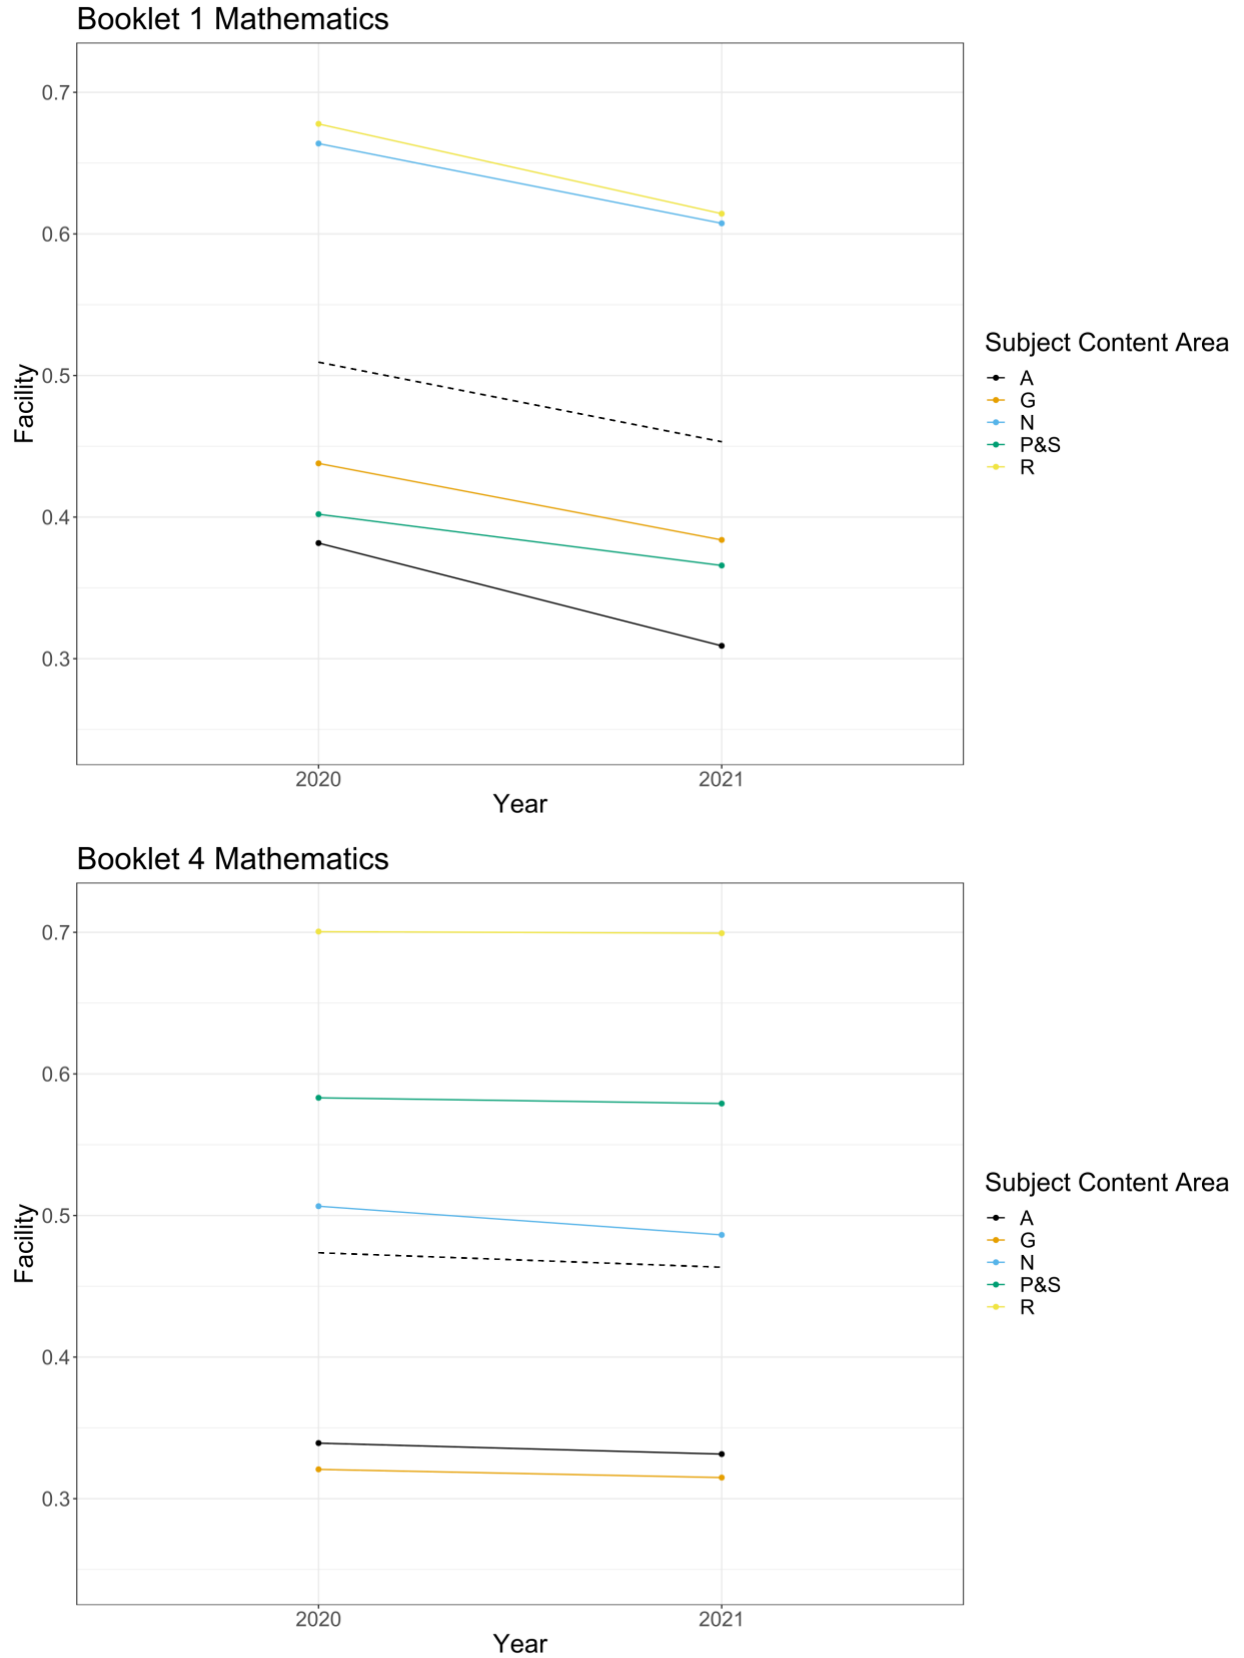 Booklet 1 Mathematics
0.7
0.6
0.5
0.4
0.3
Facility
2020
2021
Year
Subject Content Area
A
G
N
P&S
R
Booklet 4 Mathematics
0.7
0.6
0.5
0.4
0.3
Facility
2020
2021
Year
Subject Content Area
A
G
N
P&S
R